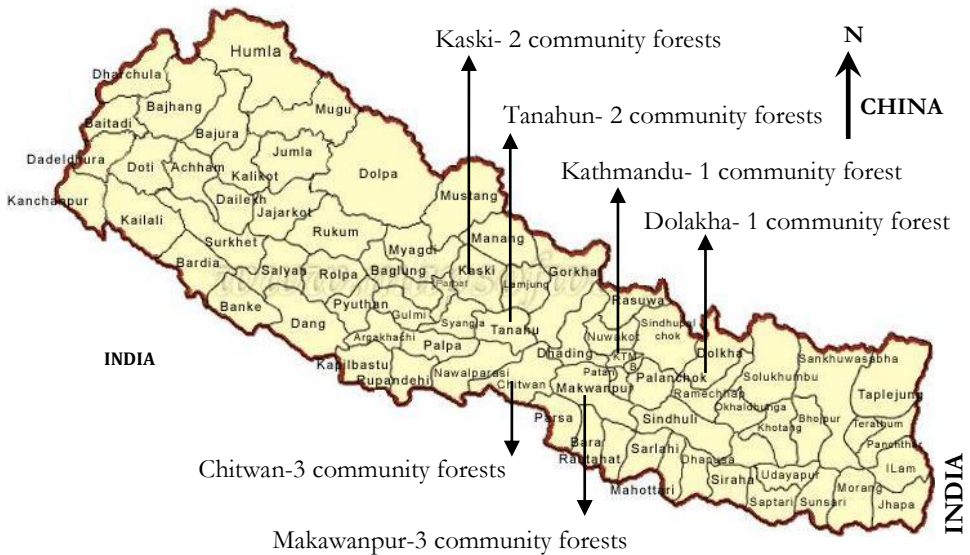 Kaski- 2 community forests
N
CHINA
Tanahun- 2 community forests
Kathmandu- 1 community forest
Dolakha- 1 community forest
Humla
Dharchula
Bajhang
Mugu
Baitadi
Bajura
Jumla
Dadeldhura
Doti
Achham
Kalikot
Dolpa
Kanchanpur
Dailekh
Mustang
Kailali
Jajarkot
Surkhet
Rukum
Manang
Myagdi
Bardia
Salyan
Rolpa
Baglung
Parbat
Kaski
Lamjung
Gorkha
Banke
Pyuthan
Gulmi
Syangja
Tanahu
Rasuwa
Sindhupal
chok
Nuwakot
Dang
Argakhachi
Palpa
Dhading
KTM
B
Dolkha
Sankhuwasabha
INDIA
Kapilbastu
Rupandehi
Nawalparasi
Chitwan
Patan
Makwanpur
Palanchok
Ramechhap
Solukhumbu
Taplejung
Okhaldhunga
Parsa
Sindhuli
Khotang
Bhojpur
Terathum
Panchthar
Bara
Rautahat
Sarlahi
Dhanusa
Siraha
Udayapur
ILam
Mahottari
Saptari
Sunsari
Morang
Jhapa
INDIA
Chitwan-3 community forests
Makawanpur-3 community forests